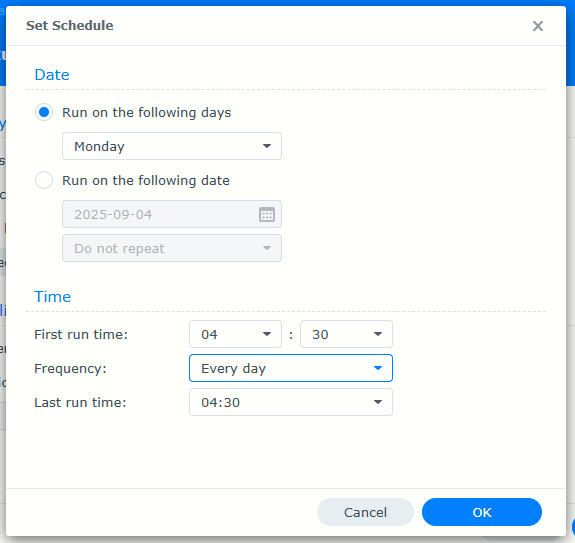 Set Schedule
Date
Run on the following days
Monday
Run on the following date
2025-09-04
Do not repeat
Time
First run time: 04 : 30
Frequency: Every day
Last run time: 04:30
Cancel OK